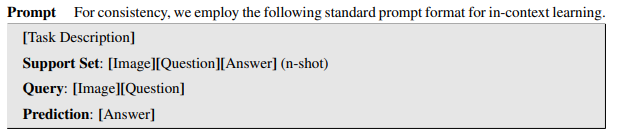 Prompt For consistency, we employ the following standard prompt format for in-context learning.
[Task Description]
Support Set: [Image][Question][Answer] (n-shot)
Query: [Image][Question]
Prediction: [Answer]